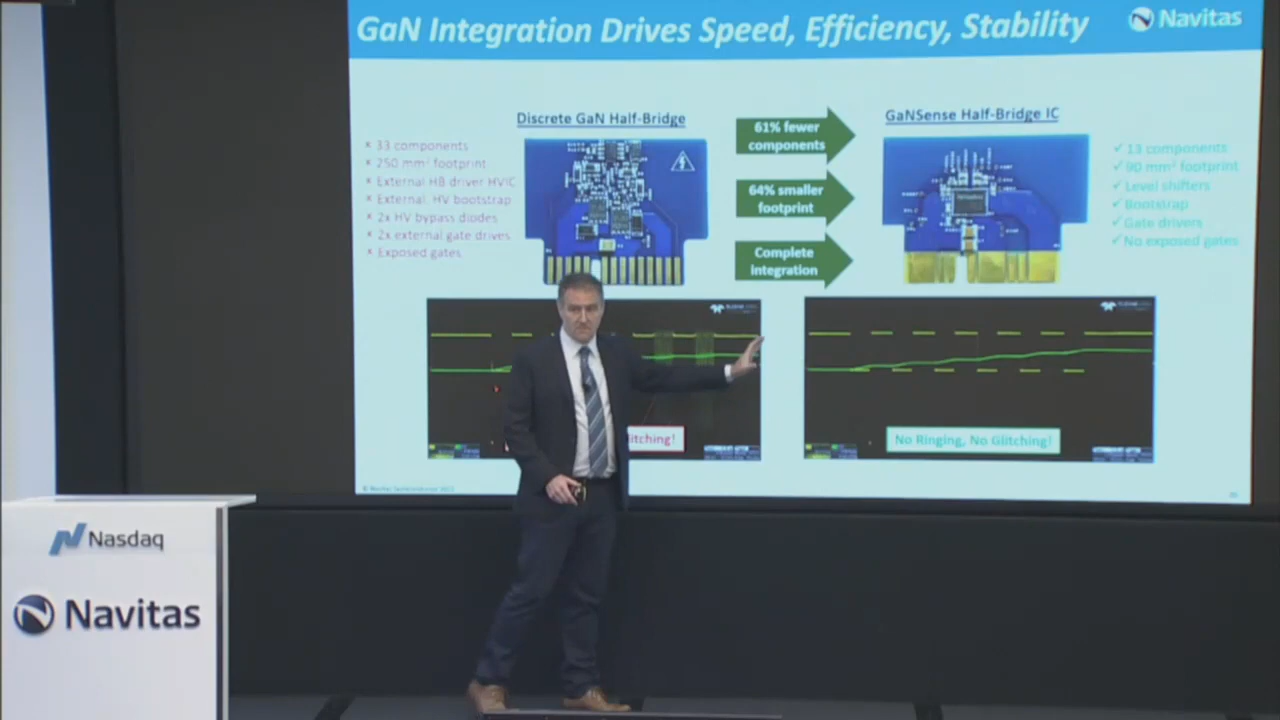 GaN Integration Drives Speed, Efficiency, Stability
Navitas
Discrete GaN Half-Bridge
× 33 components
× 250 mm² footprint
× External HB driver HVIC
× External, HV bootstrap
× 2x HV bypass diodes
× 2x external gate drives
× Exposed gates
61% fewer
components
64% smaller
footprint
Complete
integration
GaNSense Half-Bridge IC
✓ 13 components
✓ 90 mm² footprint
✓ Level shifters
✓ Bootstrap
✓ Gate drivers
✓ No exposed gates
litching!
No Ringing, No Glitching!
Nasdaq
Navitas